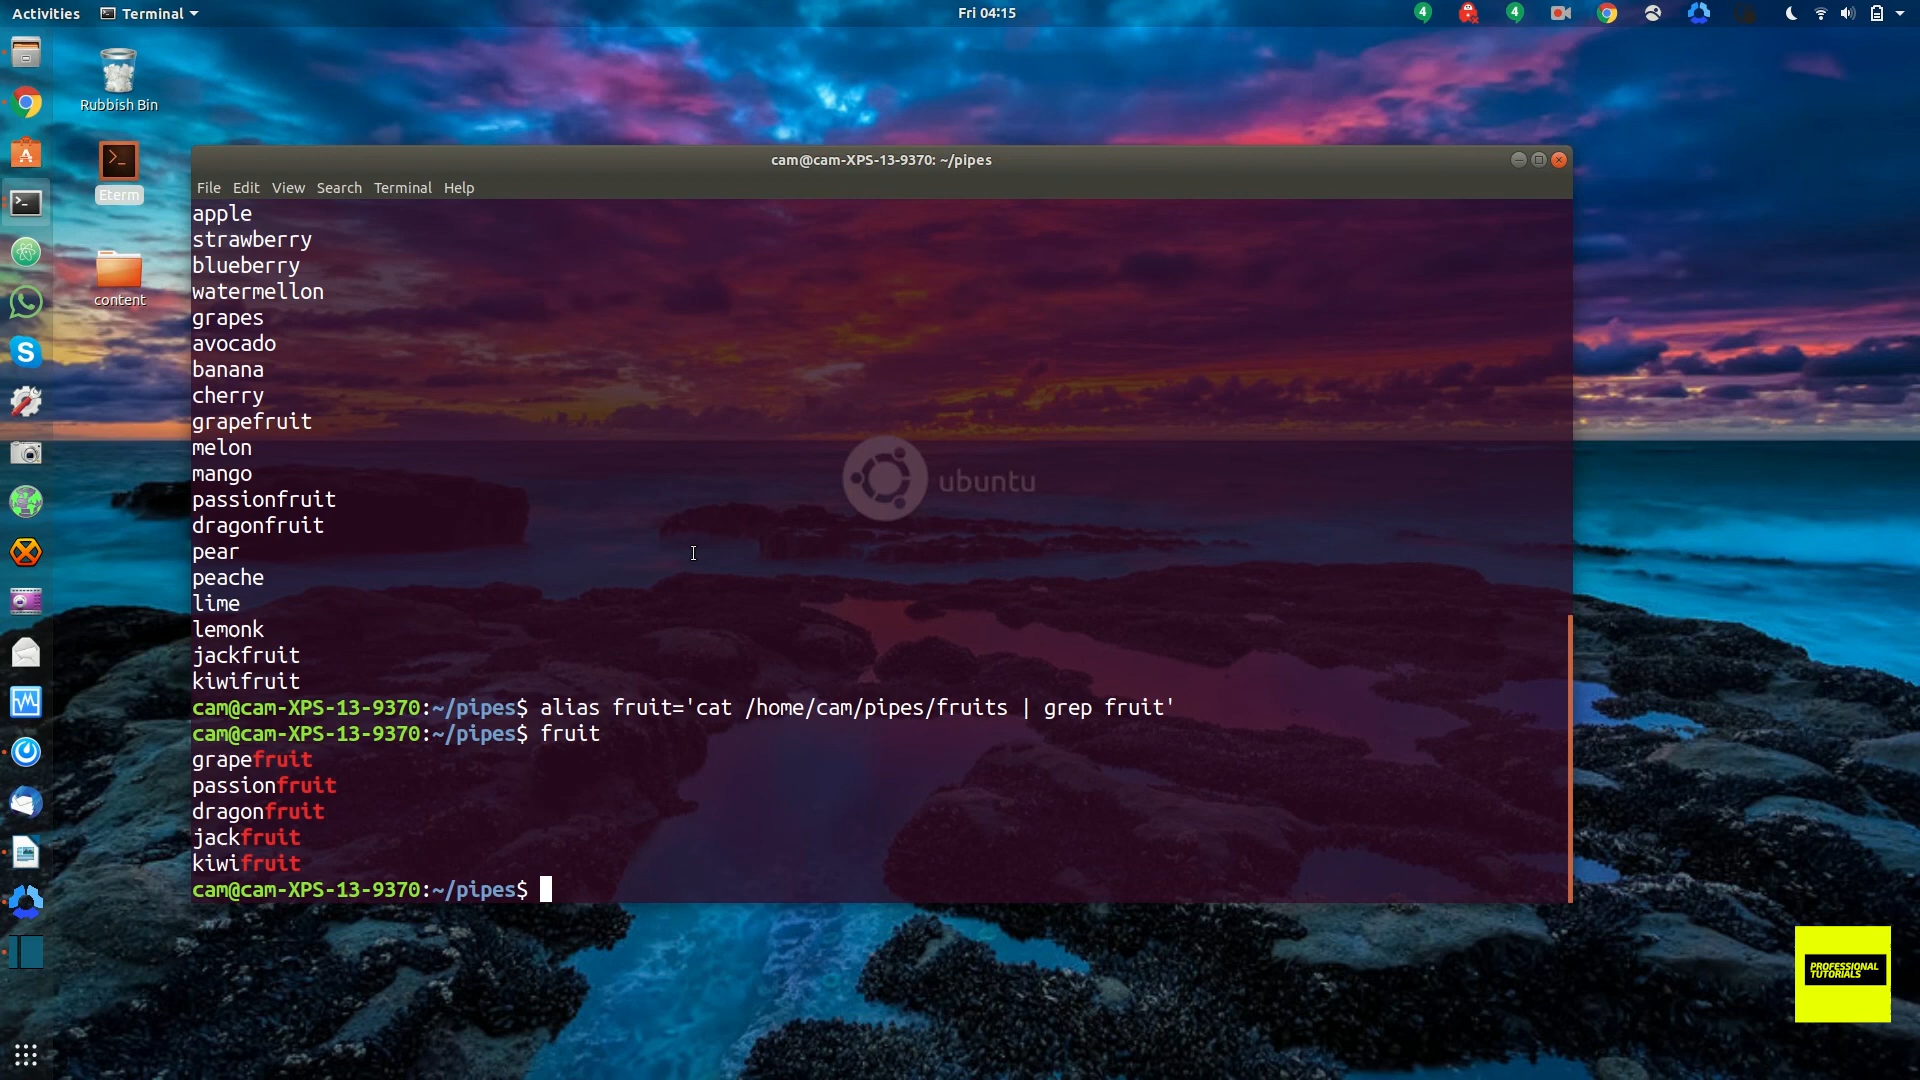 Activities Terminal Fri 04:15 4 4
Rubbish Bin
Eterm
content
cam@cam-XPS-13-9370: ~/pipes
File Edit View Search Terminal Help
apple
strawberry
blueberry
watermellon
grapes
avocado
banana
cherry
grapefruit
melon
mango
passionfruit
dragonfruit
pear
peache
lime
lemonk
jackfruit
kiwifruit
cam@cam-XPS-13-9370:~/pipes$ alias fruit='cat /home/cam/pipes/fruits | grep fruit'
cam@cam-XPS-13-9370:~/pipes$ fruit
grapefruit
passionfruit
dragonfruit
jackfruit
kiwifruit
cam@cam-XPS-13-9370:~/pipes$
ubuntu
PROFESSIONAL
TUTORIALS